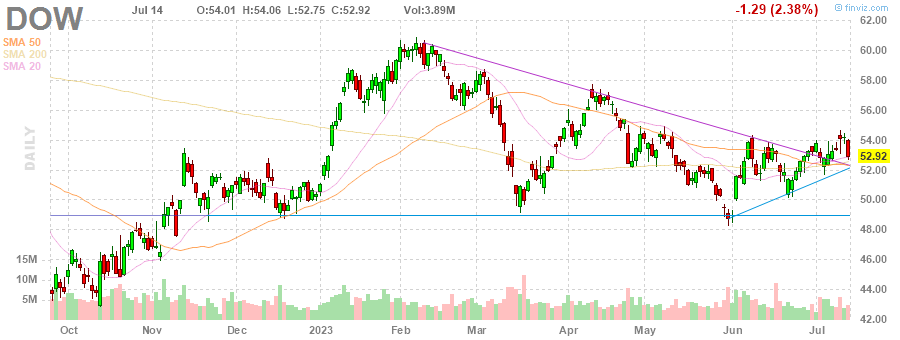 DOW Jul 14 O:54.01 H:54.06 L:52.75 C:52.92 Vol:3.89M -1.29 (2.38%) © finviz.com
SMA 50
SMA 200
SMA 20
DAILY
62.00
60.00
58.00
56.00
54.00
52.92
52.00
50.00
48.00
46.00
44.00
42.00
15M
10M
5M
Oct Nov Dec 2023 Feb Mar Apr May Jun Jul